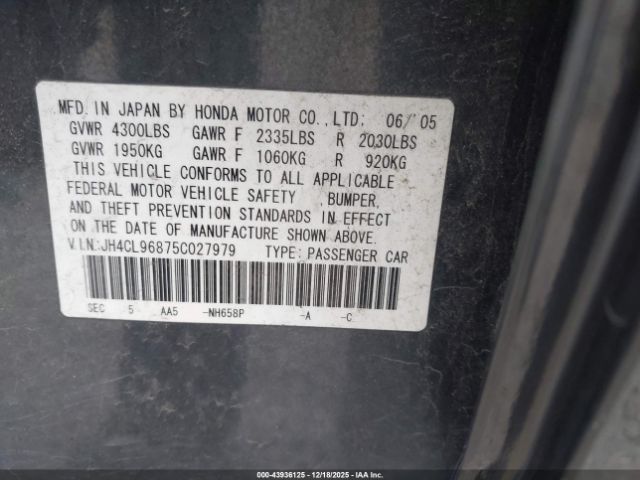 MFD. IN JAPAN BY HONDA MOTOR CO.,LTD: 06/'05
GVWR 4300LBS GAWR F 2335LBS R 2030LBS
GVWR 1950KG GAWR F 1060KG R 920KG
THIS VEHICLE CONFORMS TO ALL APPLICABLE
FEDERAL MOTOR VEHICLE SAFETY , BUMPER,
AND THEFT PREVENTION STANDARDS IN EFFECT
ON THE DATE OF MANUFACTURE SHOWN ABOVE.
V.I.N:JH4CL96875C027979 TYPE: PASSENGER CAR
SEC 5 AA5 -NH658P -A -C
000-43936125 - 12/18/2025 - IAA Inc.